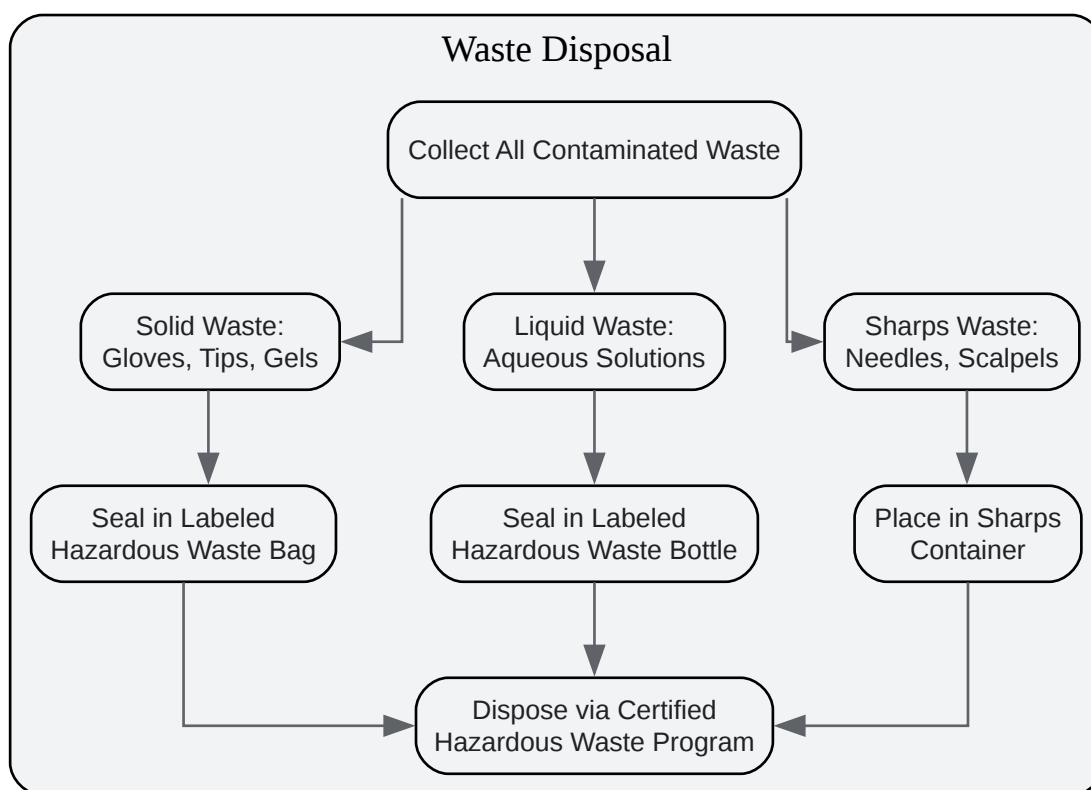 Waste Disposal
Collect All Contaminated Waste
Solid Waste:
Gloves, Tips, Gels
Liquid Waste:
Aqueous Solutions
Sharps Waste:
Needles, Scalpels
Seal in Labeled
Hazardous Waste Bag
Seal in Labeled
Hazardous Waste Bottle
Place in Sharps
Container
Dispose via Certified
Hazardous Waste Program